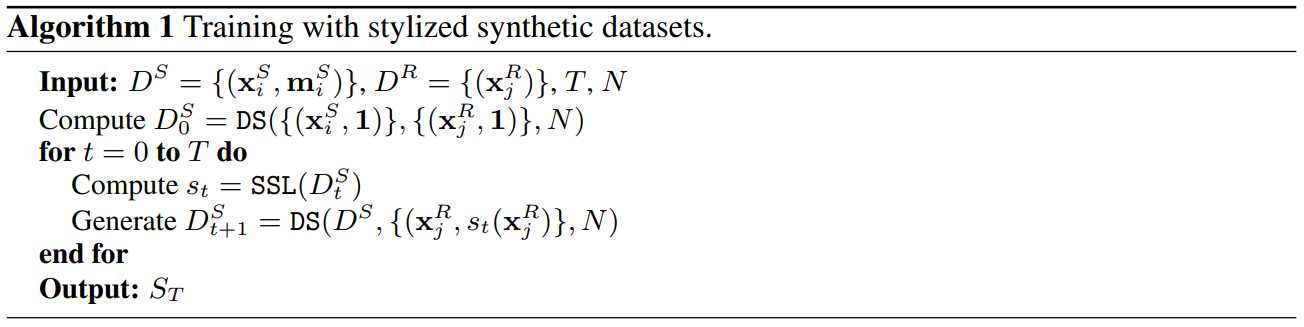 Algorithm 1 Training with stylized synthetic datasets.
Input: $D^S = \{(\mathbf{x}_i^S, \mathbf{m}_i^S)\}, D^R = \{(\mathbf{x}_j^R)\}, T, N$
Compute $D_0^S = \mathtt{DS}(\{(\mathbf{x}_i^S, \mathbf{1})\}, \{(\mathbf{x}_j^R, \mathbf{1})\}, N)$
for $t = 0$ to $T$ do
Compute $s_t = \mathtt{SSL}(D_t^S)$
Generate $D_{t+1}^S = \mathtt{DS}(D^S, \{(\mathbf{x}_j^R, s_t(\mathbf{x}_j^R)\}, N)$
end for
Output: $S_T$